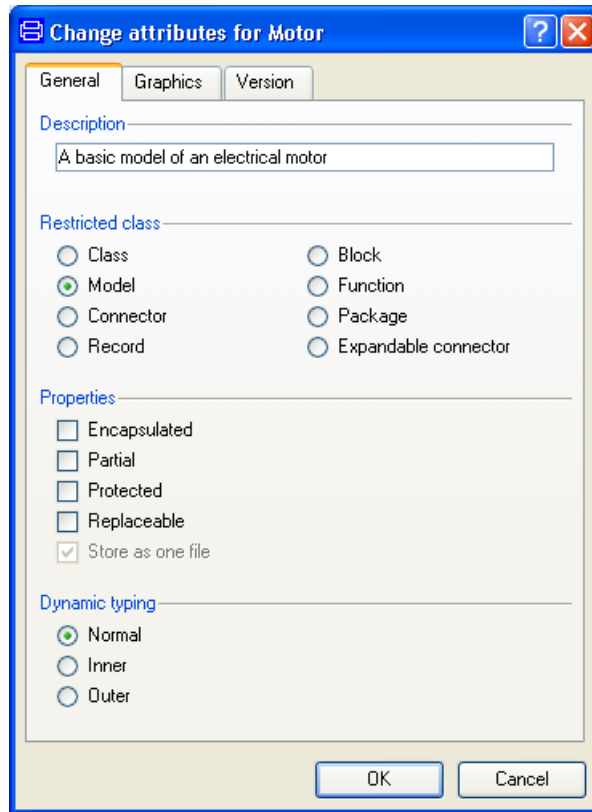 Change attributes for Motor
General Graphics Version
Description
A basic model of an electrical motor
Restricted class
Class Block
Model Function
Connector Package
Record Expandable connector
Properties
Encapsulated
Partial
Protected
Replaceable
Store as one file
Dynamic typing
Normal
Inner
Outer
OK Cancel